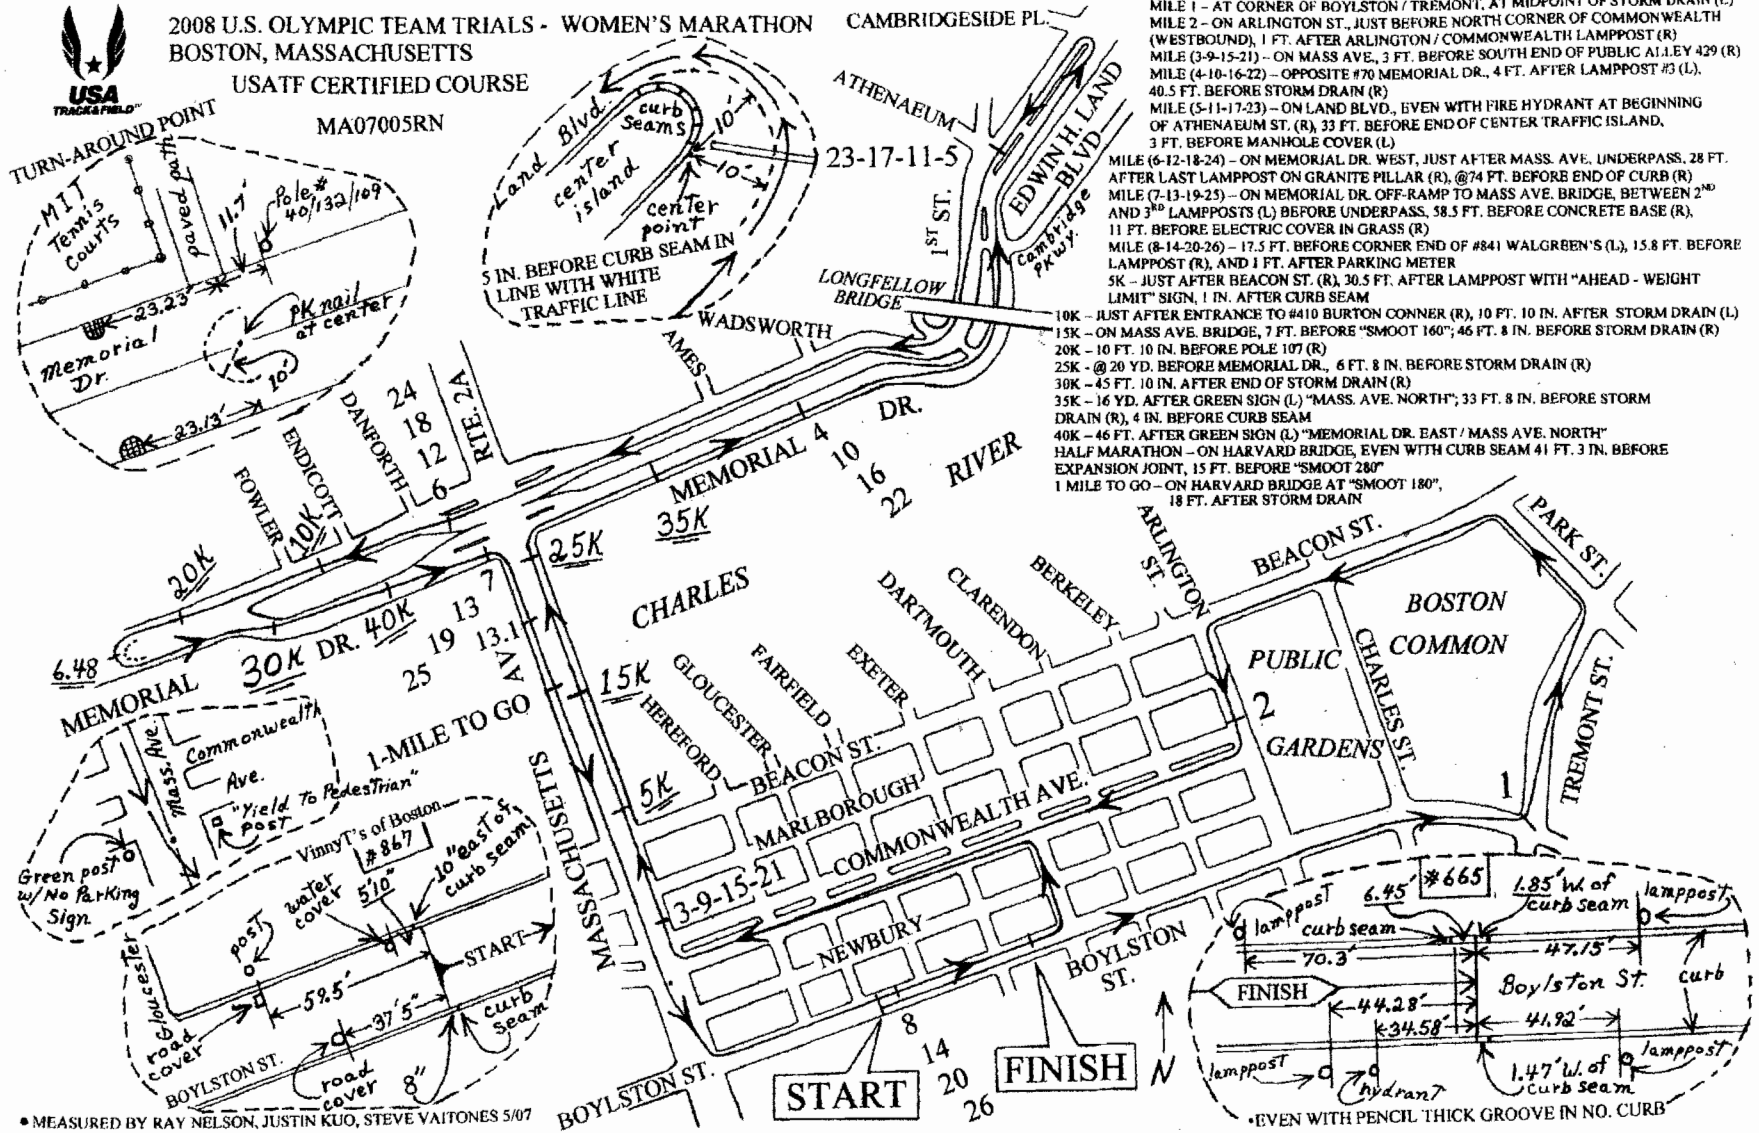 2008 U.S. OLYMPIC TEAM TRIALS - WOMEN'S MARATHON
BOSTON, MASSACHUSETTS
USATF CERTIFIED COURSE
MA07005RN
USA
TRACK&FIELD
MILE 1 – AT CORNER OF BOYLSTON / TREMONT, AT MIDPOINT OF STORM DRAIN (L)
MILE 2 - ON ARLINGTON ST., JUST BEFORE NORTH CORNER OF COMMONWEALTH
(WESTBOUND), 1 FT. AFTER ARLINGTON / COMMONWEALTH LAMPPOST (R)
MILE (3-9-15-21) – ON MASS AVE., 3 FT. BEFORE SOUTH END OF PUBLIC ALLEY 429 (R)
MILE (4-10-16-22) – OPPOSITE #70 MEMORIAL DR., 4 FT. AFTER LAMPPOST #3 (L),
40.5 FT. BEFORE STORM DRAIN (R)
MILE (5-11-17-23) – ON LAND BLVD., EVEN WITH FIRE HYDRANT AT BEGINNING
OF ATHENAEUM ST. (R), 33 FT. BEFORE END OF CENTER TRAFFIC ISLAND,
3 FT. BEFORE MANHOLE COVER (L)
MILE (6-12-18-24) – ON MEMORIAL DR. WEST, JUST AFTER MASS. AVE. UNDERPASS, 28 FT.
AFTER LAST LAMPPOST ON GRANITE PILLAR (R), @74 FT. BEFORE END OF CURB (R)
MILE (7-13-19-25) – ON MEMORIAL DR. OFF-RAMP TO MASS AVE. BRIDGE, BETWEEN 2ND
AND 3RD LAMPPOSTS (L) BEFORE UNDERPASS, 58.5 FT. BEFORE CONCRETE BASE (R),
11 FT. BEFORE ELECTRIC COVER IN GRASS (R)
MILE (8-14-20-26) – 17.5 FT. BEFORE CORNER END OF #841 WALGREEN'S (L), 15.8 FT. BEFORE
LAMPPOST (R), AND 1 FT. AFTER PARKING METER
5K – JUST AFTER BEACON ST. (R), 30.5 FT. AFTER LAMPPOST WITH "AHEAD - WEIGHT
LIMIT" SIGN, 1 IN. AFTER CURB SEAM
10K – JUST AFTER ENTRANCE TO #410 BURTON CONNER (R), 10 FT. 10 IN. AFTER STORM DRAIN (L)
15K – ON MASS AVE. BRIDGE, 7 FT. BEFORE "SMOOT 160"; 46 FT. 8 IN. BEFORE STORM DRAIN (R)
20K – 10 FT. 10 IN. BEFORE POLE 107 (R)
25K - @ 20 YD. BEFORE MEMORIAL DR., 6 FT. 8 IN. BEFORE STORM DRAIN (R)
30K – 45 FT. 10 IN. AFTER END OF STORM DRAIN (R)
35K – 16 YD. AFTER GREEN SIGN (L) "MASS. AVE. NORTH"; 33 FT. 8 IN. BEFORE STORM
DRAIN (R), 4 IN. BEFORE CURB SEAM
40K – 46 FT. AFTER GREEN SIGN (L) "MEMORIAL DR. EAST / MASS AVE. NORTH"
HALF MARATHON – ON HARVARD BRIDGE, EVEN WITH CURB SEAM 41 FT. 3 IN. BEFORE
EXPANSION JOINT, 15 FT. BEFORE "SMOOT 280"
1 MILE TO GO – ON HARVARD BRIDGE AT "SMOOT 180",
18 FT. AFTER STORM DRAIN
TURN-AROUND POINT
MIT
Tennis
Courts
paved path
11.7'
Pole#
40/132/109
23.23'
PK nail
at center
Memorial
Dr.
10'
23.13'
Land Blvd.
curb
seams
center
island
10'
10'
center
point
5 IN. BEFORE CURB SEAM IN
LINE WITH WHITE
TRAFFIC LINE
23-17-11-5
CAMBRIDGESIDE PL.
ATHENAEUM
EDWIN H. LAND
BLVD
1ST ST.
Cambridge
PKwy.
LONGFELLOW
BRIDGE
WADSWORTH
AMES
RTE. 2A
24
18
12
6
DANFORTH
ENDICOTT
FOWLER
MEMORIAL
DR.
4
10
16
22
35K
25K
10K
20K
6.48
30K
40K
MEMORIAL
DR.
7
13
19
25
13.1
AV
CHARLES
RIVER
15K
1-MILE TO GO
MASSACHUSETTS
5K
HEREFORD
GLOUCESTER
FAIRFIELD
EXETER
DARTMOUTH
CLARENDON
BERKELEY
ARLINGTON
ST.
BEACON ST.
PARK ST.
BOSTON
COMMON
PUBLIC
GARDENS
CHARLES ST.
TREMONT ST.
2
1
BEACON ST.
MARLBOROUGH
COMMONWEALTH AVE.
3-9-15-21
NEWBURY
BOYLSTON
ST.
BOYLSTON ST.
START
8
14
20
26
FINISH
N
Mass. Ave.
Commonwealth
Ave.
"Yield To Pedestrian"
post
Green post
w/No Parking
Sign
VinnyT's of Boston
#867
5'10"
10" east of
curb seam
water
cover
post
START
59.5'
37'5"
curb
seam
Gloucester
road
cover
road
cover
8"
BOYLSTON ST.
• MEASURED BY RAY NELSON, JUSTIN KUO, STEVE VAITONES 5/07
#665
6.45'
1.85' W. of
curb seam
lamppost
lamppost
curb seam
70.3'
47.15'
FINISH
Boylston St.
curb
44.28'
34.58'
41.92'
lamppost
hydrant
1.47' W. of
curb seam
lamppost
•EVEN WITH PENCIL THICK GROOVE IN NO. CURB